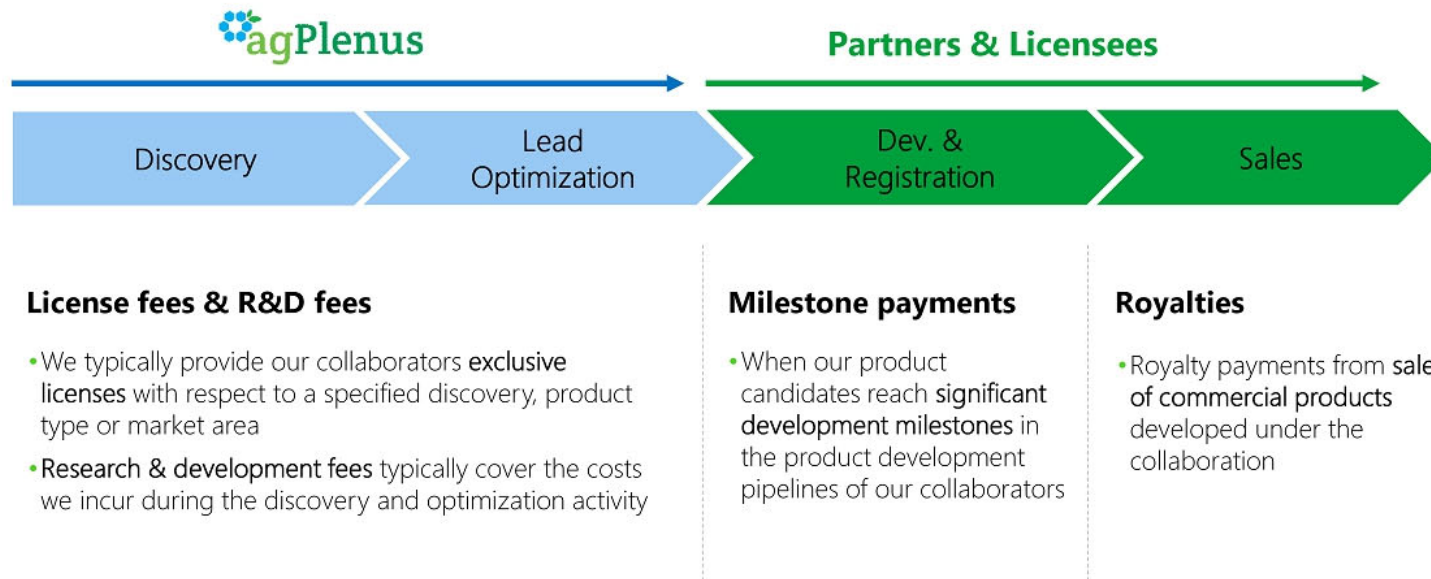 agPlenus
Partners & Licensees
Discovery
Lead
Optimization
Dev. &
Registration
Sales
License fees & R&D fees
•We typically provide our collaborators exclusive
licenses with respect to a specified discovery, product
type or market area
•Research & development fees typically cover the costs
we incur during the discovery and optimization activity
Milestone payments
•When our product
candidates reach significant
development milestones in
the product development
pipelines of our collaborators
Royalties
•Royalty payments from sale
of commercial products
developed under the
collaboration